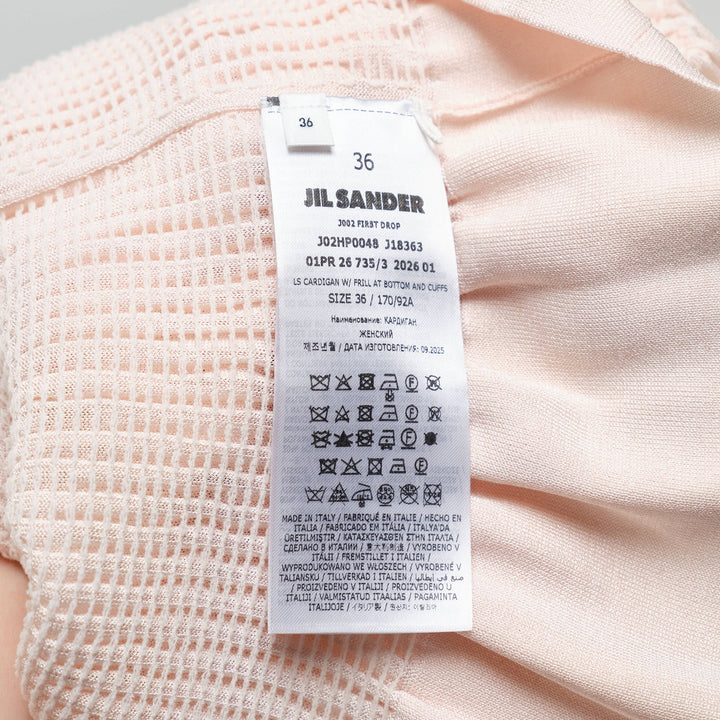 36
36
JIL SANDER
J002 FIRST DROP
J02HP0048 J18363
01PR 26 735/3 2026 01
LS CARDIGAN W/ FRILL AT BOTTOM AND CUFFS
SIZE 36 / 170/92A
Наименование: КАРДИГАН
ЖЕНСКИЙ
제조년월 / ДАТА ИЗГОТОВЛЕНИЯ: 09.2025
MADE IN ITALY / FABRIQUÉ EN ITALIE / HECHO EN
ITALIA / FABRICADO EM ITÁLIA / İTALYA'DA
ÜRETİLMİŞTİR / ΚΑΤΑΣΚΕΥΑΣΘΕΝ ΣΤΗΝ ΙΤΑΛΙΑ /
СДЕЛАНО В ИТАЛИИ / 意大利制造 / VYROBENO V
ITÁLII / FREMSTILLET I ITALIEN /
WYPRODUKOWANO WE WŁOSZECH / VYROBENÉ V
TALIANSKU / TILLVERKAD I ITALIEN / صنع في إيطاليا
/ PROIZVEDENO V ITALIJI / PROIZVEDENO U
ITALIJI / VALMISTATUD ITAALIAS / PAGAMINTA
ITALIJOJE / イタリア製 / 원산지: 이탈리아